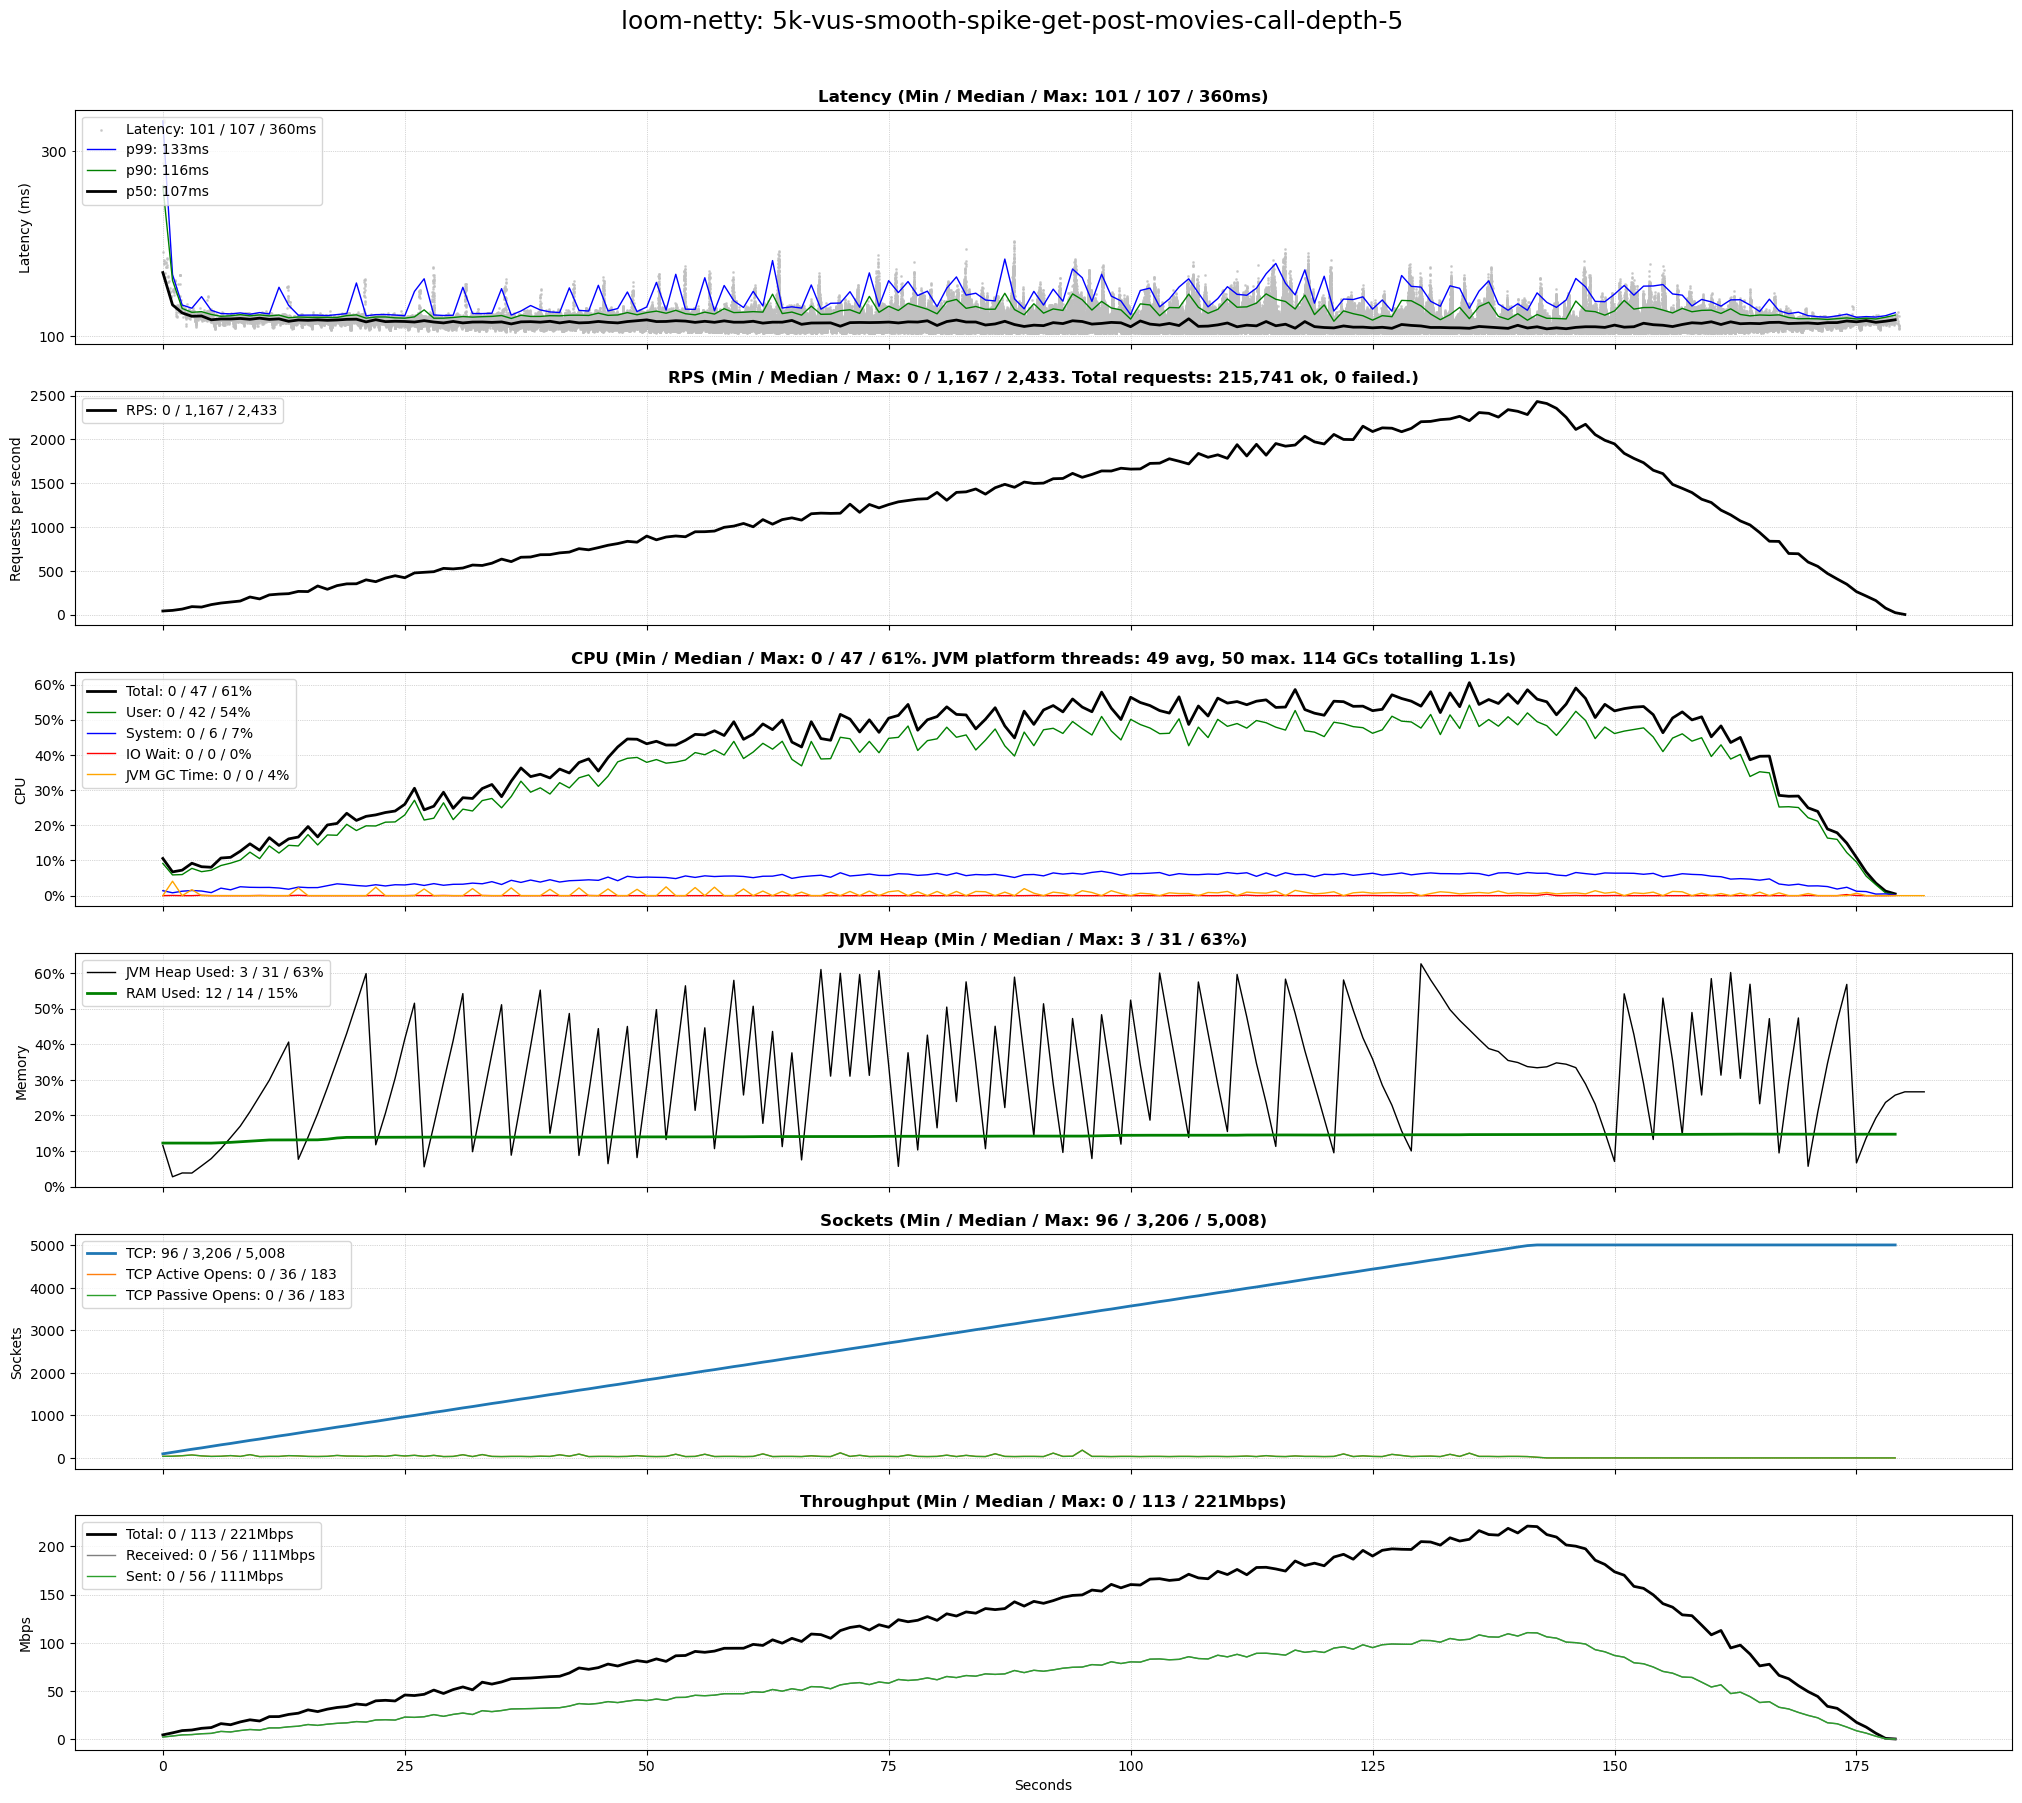 loom-netty: 5k-vus-smooth-spike-get-post-movies-call-depth-5
Latency (Min / Median / Max: 101 / 107 / 360ms)
Latency: 101 / 107 / 360ms
p99: 133ms
p90: 116ms
p50: 107ms
300
100
Latency (ms)
RPS (Min / Median / Max: 0 / 1,167 / 2,433. Total requests: 215,741 ok, 0 failed.)
RPS: 0 / 1,167 / 2,433
2500
2000
1500
1000
500
0
Requests per second
CPU (Min / Median / Max: 0 / 47 / 61%. JVM platform threads: 49 avg, 50 max. 114 GCs totalling 1.1s)
Total: 0 / 47 / 61%
User: 0 / 42 / 54%
System: 0 / 6 / 7%
IO Wait: 0 / 0 / 0%
JVM GC Time: 0 / 0 / 4%
60%
50%
40%
30%
20%
10%
0%
CPU
JVM Heap (Min / Median / Max: 3 / 31 / 63%)
JVM Heap Used: 3 / 31 / 63%
RAM Used: 12 / 14 / 15%
60%
50%
40%
30%
20%
10%
0%
Memory
Sockets (Min / Median / Max: 96 / 3,206 / 5,008)
TCP: 96 / 3,206 / 5,008
TCP Active Opens: 0 / 36 / 183
TCP Passive Opens: 0 / 36 / 183
5000
4000
3000
2000
1000
0
Sockets
Throughput (Min / Median / Max: 0 / 113 / 221Mbps)
Total: 0 / 113 / 221Mbps
Received: 0 / 56 / 111Mbps
Sent: 0 / 56 / 111Mbps
200
150
100
50
0
Mbps
0 25 50 75 100 125 150 175
Seconds